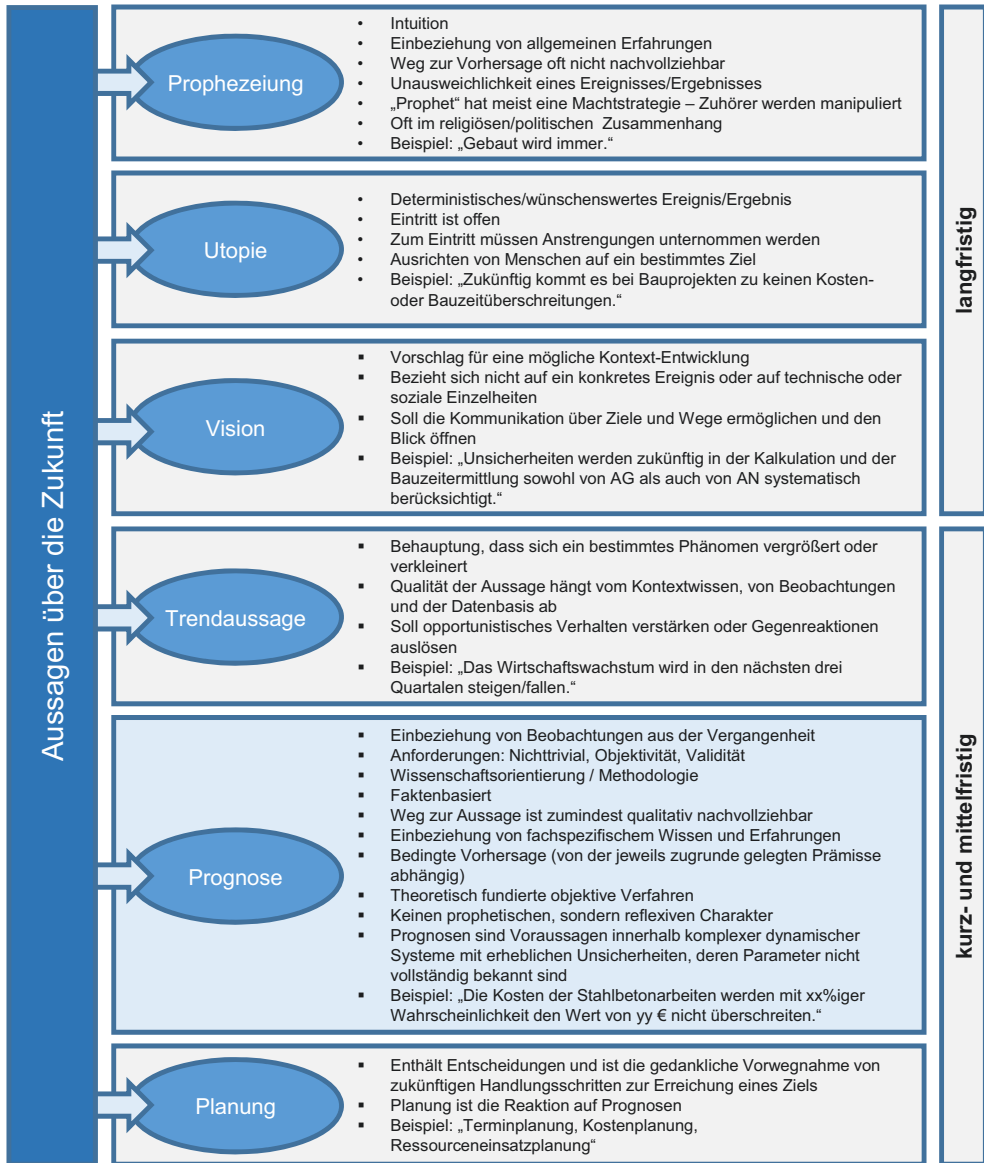 Aussagen über die Zukunft
Prophezeiung
• Intuition
• Einbeziehung von allgemeinen Erfahrungen
• Weg zur Vorhersage oft nicht nachvollziehbar
• Unausweichlichkeit eines Ereignisses/Ergebnisses
• „Prophet“ hat meist eine Machtstrategie – Zuhörer werden manipuliert
• Oft im religiösen/politischen Zusammenhang
• Beispiel: „Gebaut wird immer.“
Utopie
• Deterministisches/wünschenswertes Ereignis/Ergebnis
• Eintritt ist offen
• Zum Eintritt müssen Anstrengungen unternommen werden
• Ausrichten von Menschen auf ein bestimmtes Ziel
• Beispiel: „Zukünftig kommt es bei Bauprojekten zu keinen Kosten-
oder Bauzeitüberschreitungen.“
Vision
▪ Vorschlag für eine mögliche Kontext-Entwicklung
▪ Bezieht sich nicht auf ein konkretes Ereignis oder auf technische oder
soziale Einzelheiten
▪ Soll die Kommunikation über Ziele und Wege ermöglichen und den
Blick öffnen
▪ Beispiel: „Unsicherheiten werden zukünftig in der Kalkulation und der
Bauzeitermittlung sowohl von AG als auch von AN systematisch
berücksichtigt.“
langfristig
Trendaussage
▪ Behauptung, dass sich ein bestimmtes Phänomen vergrößert oder
verkleinert
▪ Qualität der Aussage hängt vom Kontextwissen, von Beobachtungen
und der Datenbasis ab
▪ Soll opportunistisches Verhalten verstärken oder Gegenreaktionen
auslösen
▪ Beispiel: „Das Wirtschaftswachstum wird in den nächsten drei
Quartalen steigen/fallen.“
Prognose
▪ Einbeziehung von Beobachtungen aus der Vergangenheit
▪ Anforderungen: Nichttrivial, Objektivität, Validität
▪ Wissenschaftsorientierung / Methodologie
▪ Faktenbasiert
▪ Weg zur Aussage ist zumindest qualitativ nachvollziehbar
▪ Einbeziehung von fachspezifischem Wissen und Erfahrungen
▪ Bedingte Vorhersage (von der jeweils zugrunde gelegten Prämisse
abhängig)
▪ Theoretisch fundierte objektive Verfahren
▪ Keinen prophetischen, sondern reflexiven Charakter
▪ Prognosen sind Voraussagen innerhalb komplexer dynamischer
Systeme mit erheblichen Unsicherheiten, deren Parameter nicht
vollständig bekannt sind
▪ Beispiel: „Die Kosten der Stahlbetonarbeiten werden mit xx%iger
Wahrscheinlichkeit den Wert von yy € nicht überschreiten.“
Planung
▪ Enthält Entscheidungen und ist die gedankliche Vorwegnahme von
zukünftigen Handlungsschritten zur Erreichung eines Ziels
▪ Planung ist die Reaktion auf Prognosen
▪ Beispiel: „Terminplanung, Kostenplanung,
Ressourceneinsatzplanung“
kurz- und mittelfristig